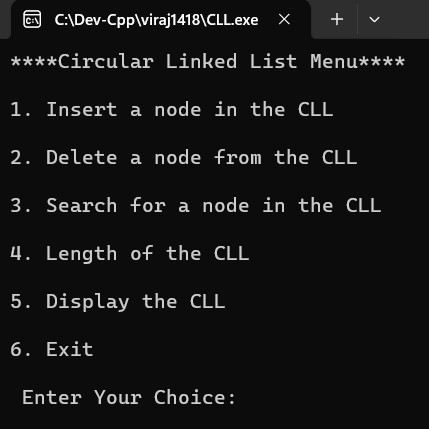 C:\Dev-Cpp\viraj1418\CLL.exe
****Circular Linked List Menu****
1. Insert a node in the CLL
2. Delete a node from the CLL
3. Search for a node in the CLL
4. Length of the CLL
5. Display the CLL
6. Exit
Enter Your Choice: